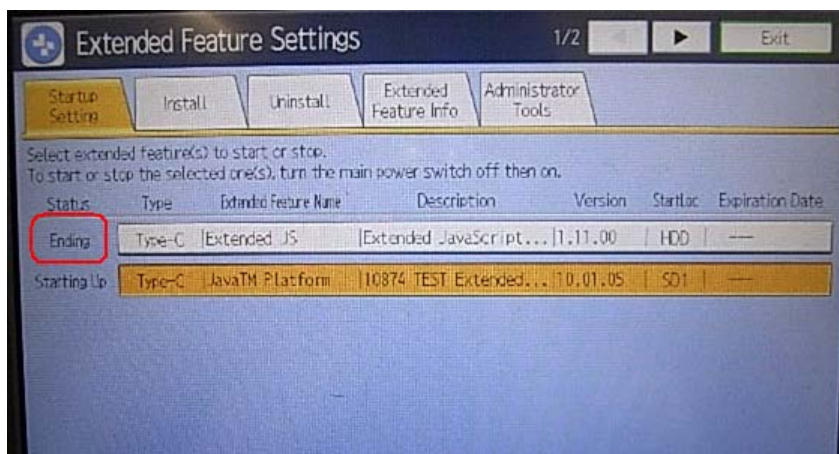 Extended Feature Settings 1/2 Exit
Startup Setting Install Uninstall Extended Feature Info Administrator Tools
Select extended feature(s) to start or stop.
To start or stop the selected one(s), turn the main power switch off then on.
Status Type Extended Feature Name Description Version StartLoc Expiration Date
Ending Type-C Extended JS Extended JavaScript... 1.11.00 HDD ---
Starting Up Type-C JavaTM Platform 10874 TEST Extended... 10.01.05 SD1 ---